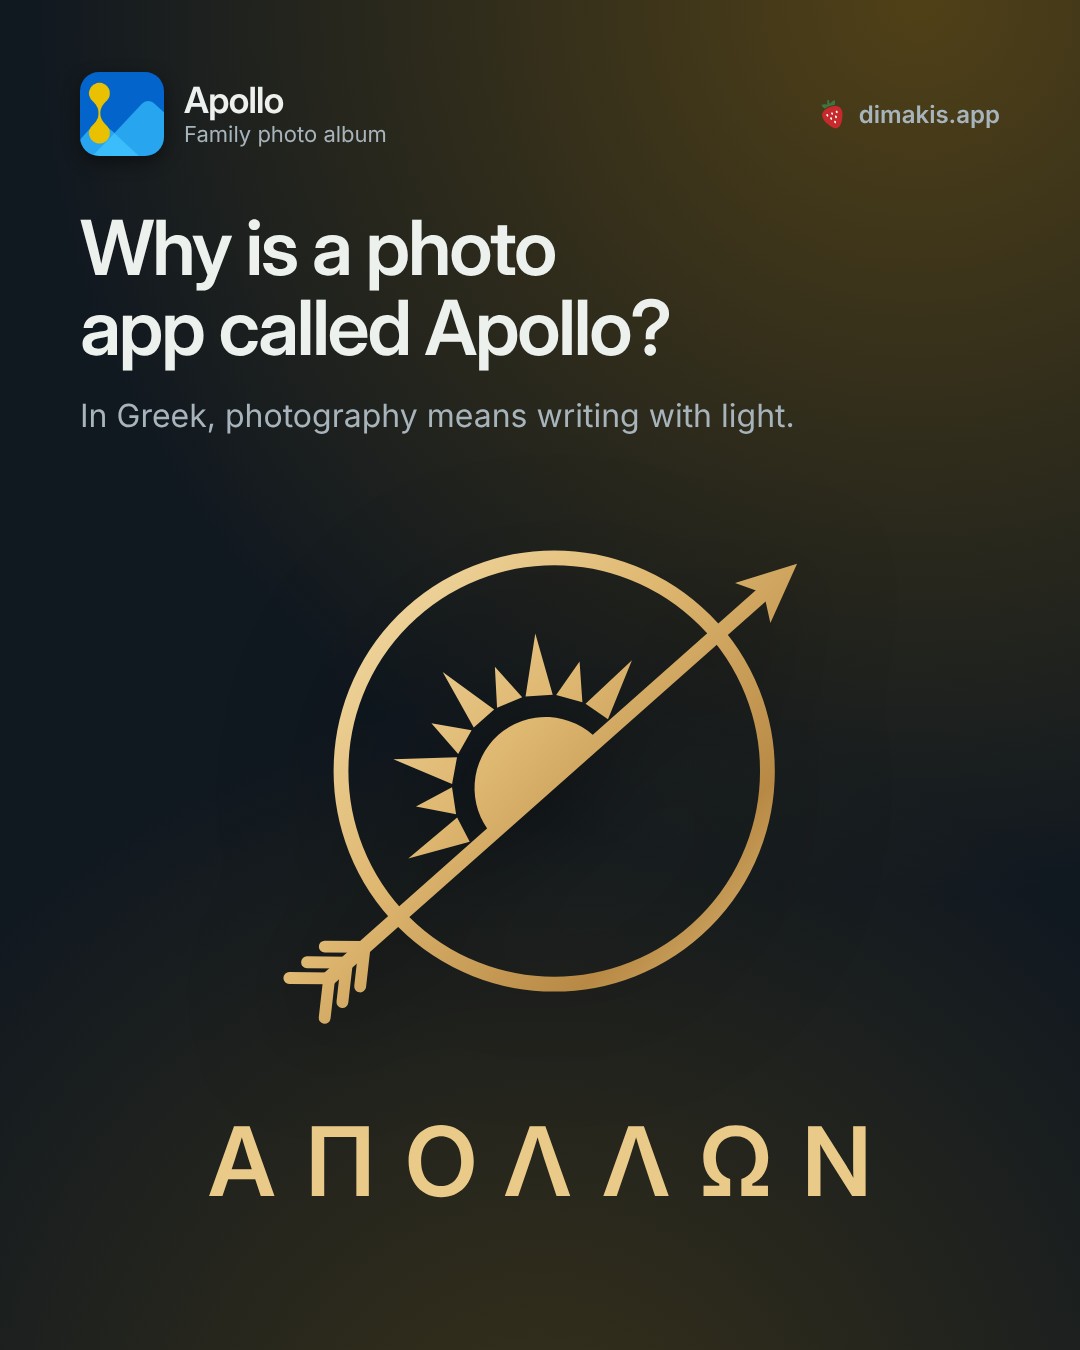 Apollo
Family photo album
dimakis.app
Why is a photo
app called Apollo?
In Greek, photography means writing with light.
ΑΠΟΛΛΩΝ